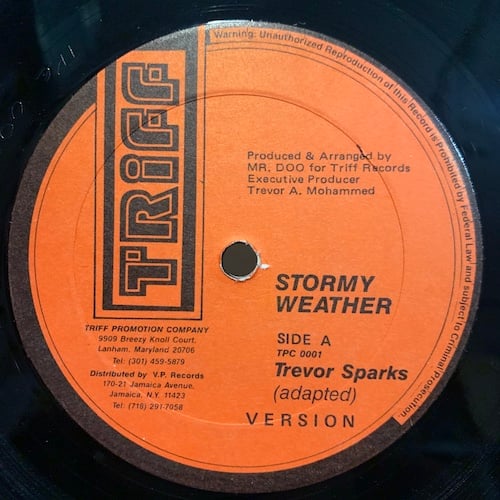 Warning: Unauthorized Reproduction of this Record is Prohibited by Federal Law and subject to Criminal Prosecution.
TRIFF
Produced & Arranged by
MR. DOO for Triff Records
Executive Producer
Trevor A. Mohammed
STORMY
WEATHER
SIDE A
TPC 0001
Trevor Sparks
(adapted)
VERSION
TRIFF PROMOTION COMPANY
9909 Breezy Knoll Court,
Lanham, Maryland 20706
Tel: (301) 459-5879
Distributed by V.P. Records
170-21 Jamaica Avenue,
Jamaica, N.Y. 11423
Tel: (718) 291-7058